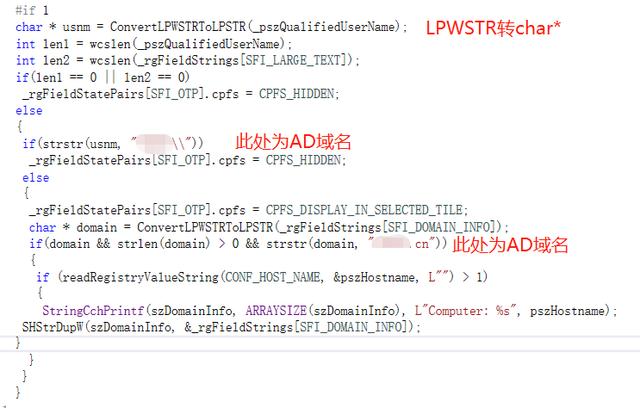 #if 1
char * usnm = ConvertLPWSTRToLPSTR(_pszQualifiedUserName); LPWSTR转char*
int len1 = wcslen(_pszQualifiedUserName);
int len2 = wcslen(_rgFieldStrings[SFI_LARGE_TEXT]);
if(len1 == 0 || len2 == 0)
_rgFieldStatePairs[SFI_OTP].cpfs = CPFS_HIDDEN;
else
{
if(strstr(usnm, "\\")) 此处为AD域名
_rgFieldStatePairs[SFI_OTP].cpfs = CPFS_HIDDEN;
else
{
_rgFieldStatePairs[SFI_OTP].cpfs = CPFS_DISPLAY_IN_SELECTED_TILE;
char * domain = ConvertLPWSTRToLPSTR(_rgFieldStrings[SFI_DOMAIN_INFO]);
if(domain && strlen(domain) > 0 && strstr(domain, ".cn")) 此处为AD域名
{
if (readRegistryValueString(CONF_HOST_NAME, &pszHostname, L"") > 1)
{
StringCchPrintf(szDomainInfo, ARRAYSIZE(szDomainInfo), L"Computer: %s", pszHostname);
SHStrDupW(szDomainInfo, &_rgFieldStrings[SFI_DOMAIN_INFO]);
}
}
}
}